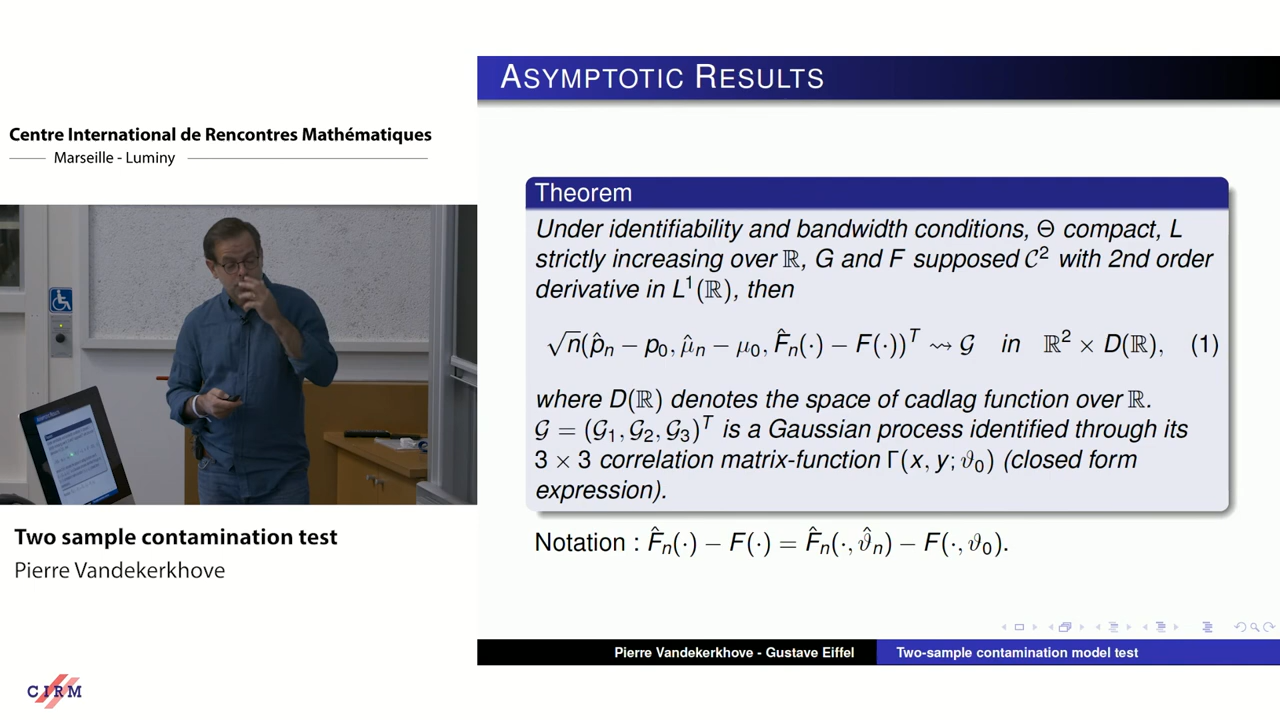 Centre International de Rencontres Mathématiques
Marseille - Luminy
Two sample contamination test
Pierre Vandekerkhove
CIRM
ASYMPTOTIC RESULTS
Theorem
Under identifiability and bandwidth conditions, Θ compact, L
strictly increasing over ℝ, G and F supposed 𝒞² with 2nd order
derivative in L¹(ℝ), then
√n(p̂ₙ − p₀, μ̂ₙ − μ₀, F̂ₙ(·) − F(·))ᵀ ⇝ 𝒢 in ℝ² × D(ℝ), (1)
where D(ℝ) denotes the space of cadlag function over ℝ.
𝒢 = (𝒢₁, 𝒢₂, 𝒢₃)ᵀ is a Gaussian process identified through its
3 × 3 correlation matrix-function Γ(x, y; ϑ₀) (closed form
expression).
Notation : F̂ₙ(·) − F(·) = F̂ₙ(·, ϑ̂ₙ) − F(·, ϑ₀).
Pierre Vandekerkhove - Gustave Eiffel
Two-sample contamination model test